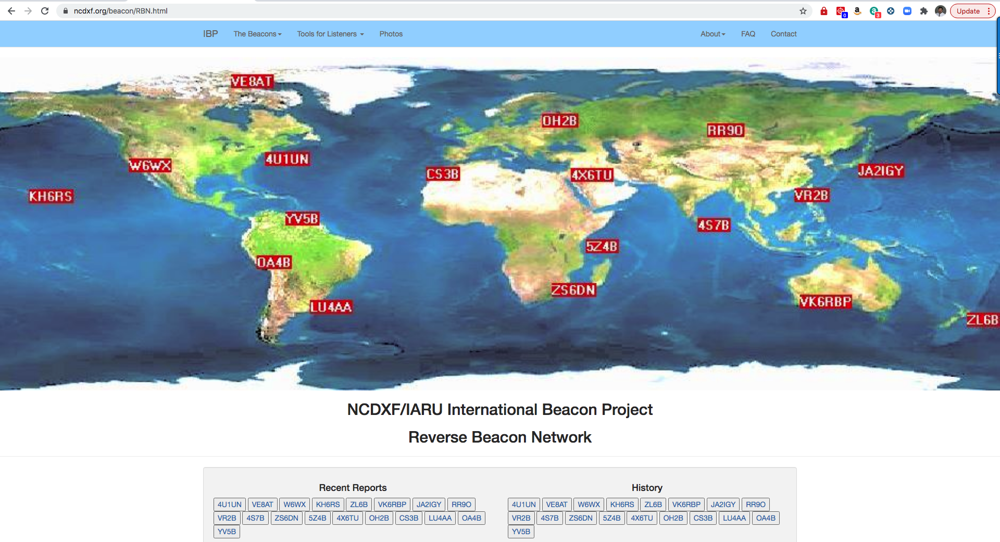 ncdxf.org/beacon/RBN.html
0
3
Update
IBP The Beacons Tools for Listeners Photos About FAQ Contact
VE8AT
OH2B
RR9O
4U1UN
W6WX
CS3B
4X6TU
JA2IGY
KH6RS
VR2B
YV5B
4S7B
5Z4B
OA4B
ZS6DN
VK6RBP
LU4AA
ZL6B
NCDXF/IARU International Beacon Project
Reverse Beacon Network
Recent Reports
4U1UN VE8AT W6WX KH6RS ZL6B VK6RBP JA2IGY RR9O
VR2B 4S7B ZS6DN 5Z4B 4X6TU OH2B CS3B LU4AA OA4B
YV5B
History
4U1UN VE8AT W6WX KH6RS ZL6B VK6RBP JA2IGY RR9O
VR2B 4S7B ZS6DN 5Z4B 4X6TU OH2B CS3B LU4AA OA4B
YV5B